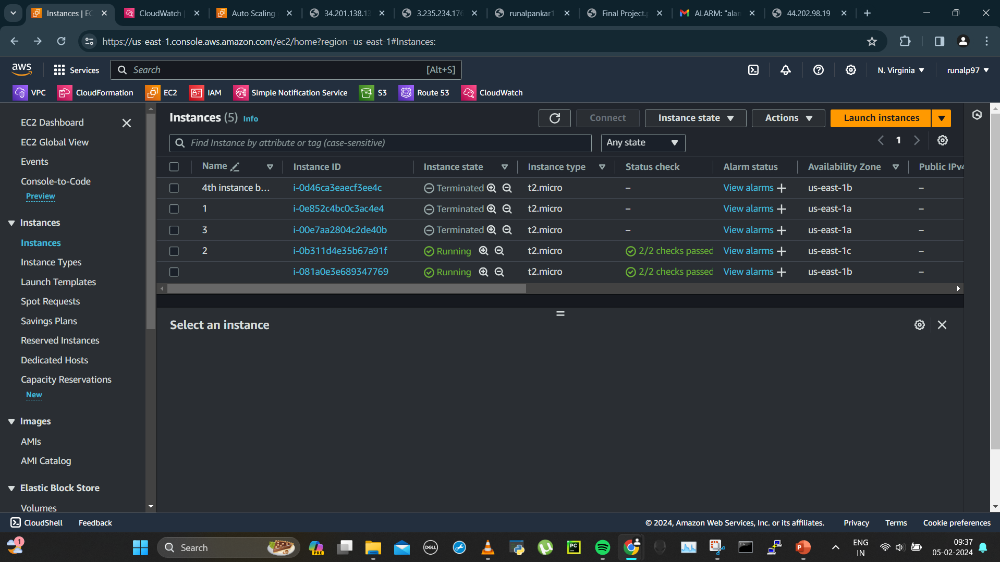 Instances | EC
CloudWatch |
Auto Scaling
34.201.138.13
3.235.234.176
runalpankar1
Final Project.
ALARM: "alar
44.202.98.19
https://us-east-1.console.aws.amazon.com/ec2/home?region=us-east-1#Instances:
aws
Services
Search
[Alt+S]
N. Virginia
runalp97
VPC
CloudFormation
EC2
IAM
Simple Notification Service
S3
Route 53
CloudWatch
EC2 Dashboard
EC2 Global View
Events
Console-to-Code
Preview
Instances
Instances
Instance Types
Launch Templates
Spot Requests
Savings Plans
Reserved Instances
Dedicated Hosts
Capacity Reservations
New
Images
AMIs
AMI Catalog
Elastic Block Store
Volumes
Instances (5) Info
Connect
Instance state
Actions
Launch instances
Find Instance by attribute or tag (case-sensitive)
Any state
1
Name Instance ID Instance state Instance type Status check Alarm status Availability Zone Public IPv4
4th instance b... i-0d46ca3eaecf3ee4c Terminated t2.micro – View alarms + us-east-1b –
1 i-0e852c4bc0c3ac4e4 Terminated t2.micro – View alarms + us-east-1a –
3 i-00e7aa2804c2de40b Terminated t2.micro – View alarms + us-east-1a –
2 i-0b311d4e35b67a91f Running t2.micro 2/2 checks passed View alarms + us-east-1c –
i-081a0e3e689347769 Running t2.micro 2/2 checks passed View alarms + us-east-1b –
Select an instance
CloudShell
Feedback
© 2024, Amazon Web Services, Inc. or its affiliates.
Privacy
Terms
Cookie preferences
1
Search
PRE
DELL
PC
P
ENG
IN
09:37
05-02-2024